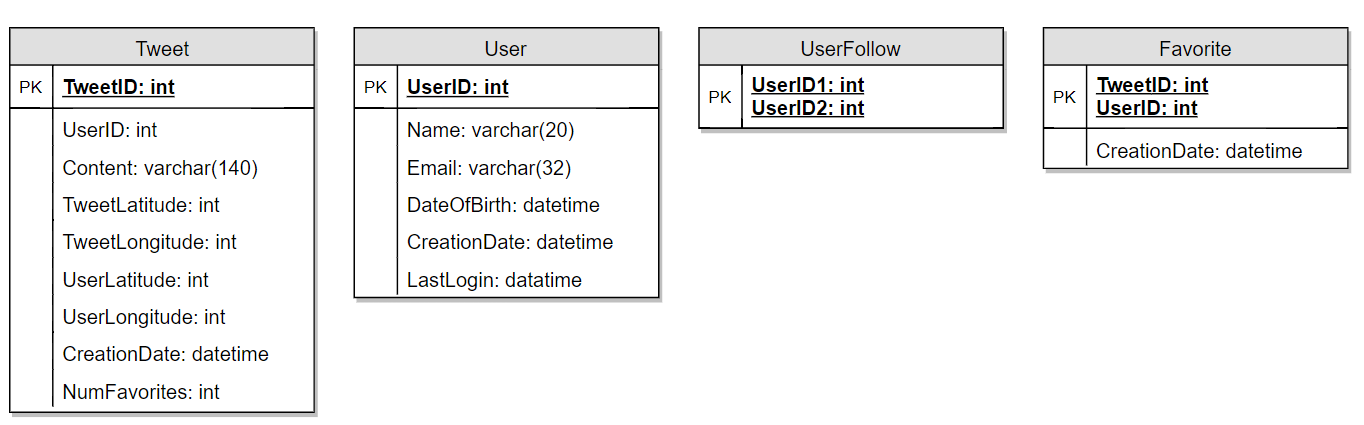 Tweet
PK
TweetID: int
UserID: int
Content: varchar(140)
TweetLatitude: int
TweetLongitude: int
UserLatitude: int
UserLongitude: int
CreationDate: datetime
NumFavorites: int
User
PK
UserID: int
Name: varchar(20)
Email: varchar(32)
DateOfBirth: datetime
CreationDate: datetime
LastLogin: datatime
UserFollow
PK
UserID1: int
UserID2: int
Favorite
PK
TweetID: int
UserID: int
CreationDate: datetime